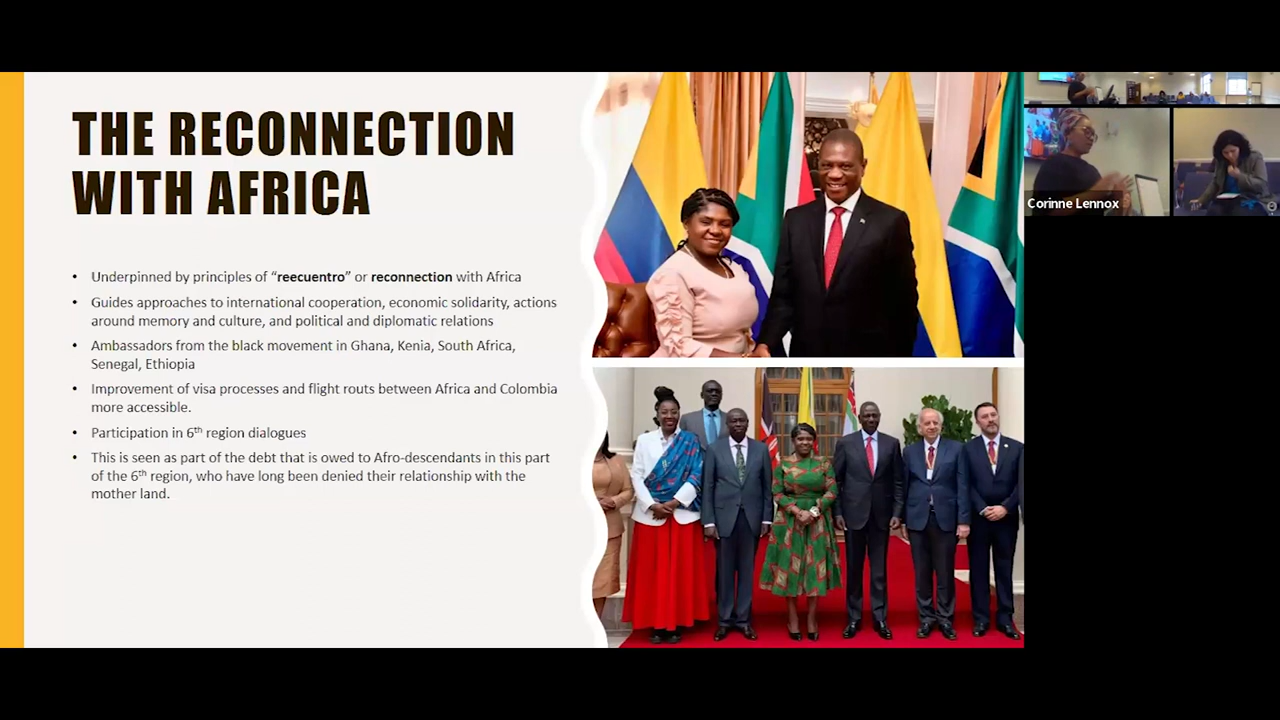 THE RECONNECTION
WITH AFRICA
• Underpinned by principles of “reecuentro” or reconnection with Africa
• Guides approaches to international cooperation, economic solidarity, actions
around memory and culture, and political and diplomatic relations
• Ambassadors from the black movement in Ghana, Kenia, South Africa,
Senegal, Ethiopia
• Improvement of visa processes and flight routs between Africa and Colombia
more accessible.
• Participation in 6th region dialogues
• This is seen as part of the debt that is owed to Afro-descendants in this part
of the 6th region, who have long been denied their relationship with the
mother land.
Corinne Lennox